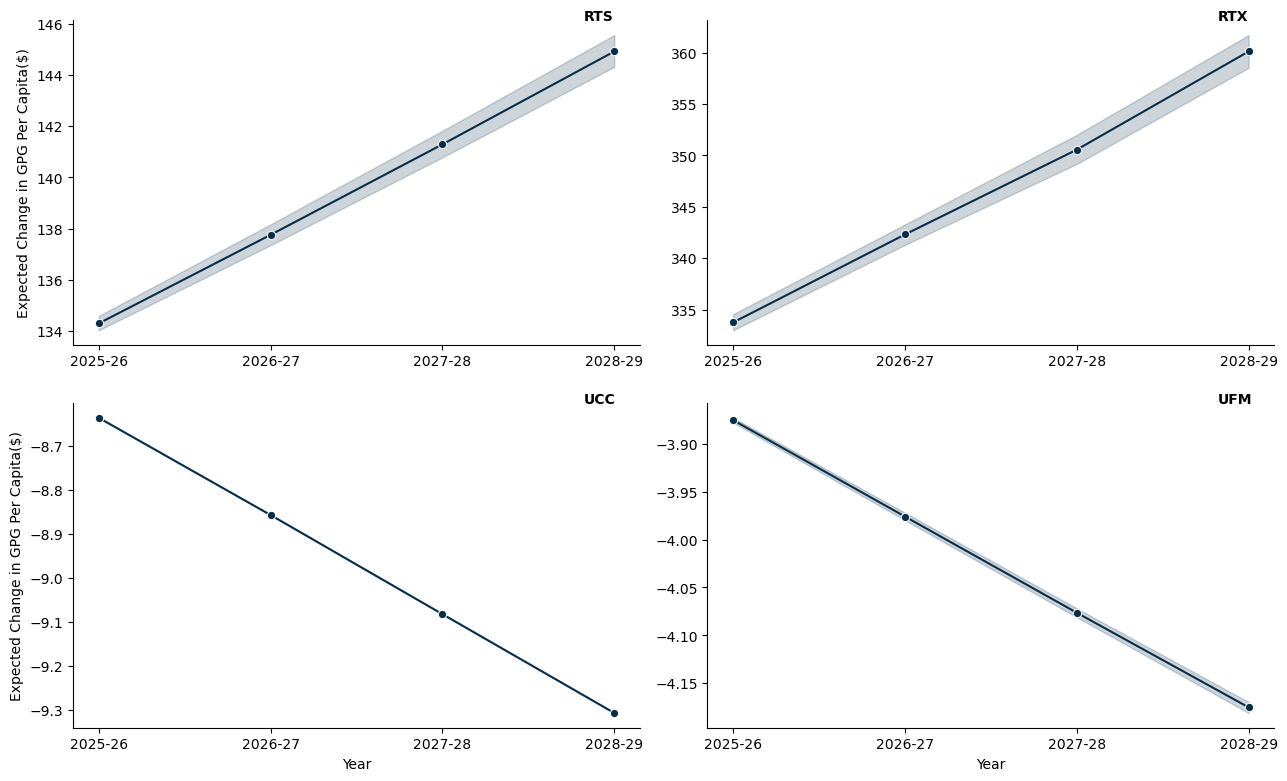 RTS
Expected Change in GPG Per Capita($)
146
144
142
140
138
136
134
2025-26 2026-27 2027-28 2028-29
RTX
360
355
350
345
340
335
2025-26 2026-27 2027-28 2028-29
UCC
Expected Change in GPG Per Capita($)
−8.7
−8.8
−8.9
−9.0
−9.1
−9.2
−9.3
2025-26 2026-27 2027-28 2028-29
Year
UFM
−3.90
−3.95
−4.00
−4.05
−4.10
−4.15
2025-26 2026-27 2027-28 2028-29
Year